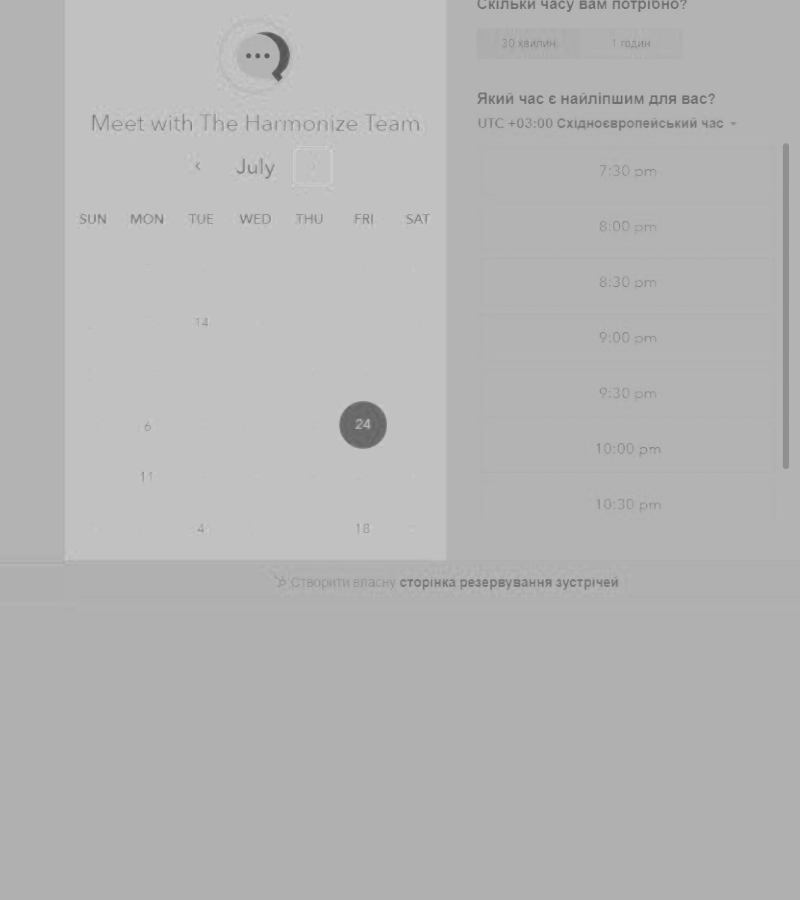 Meet with The Harmonize Team
July
SUN MON TUE WED THU FRI SAT
14
6 24
11
4 18
Скільки часу вам потрібно?
30 хвилин 1 годин
Який час є найліпшим для вас?
UTC +03:00 Східноєвропейський час
7:30 pm
8:00 pm
8:30 pm
9:00 pm
9:30 pm
10:00 pm
10:30 pm
Створити власну сторінка резервування зустрічей